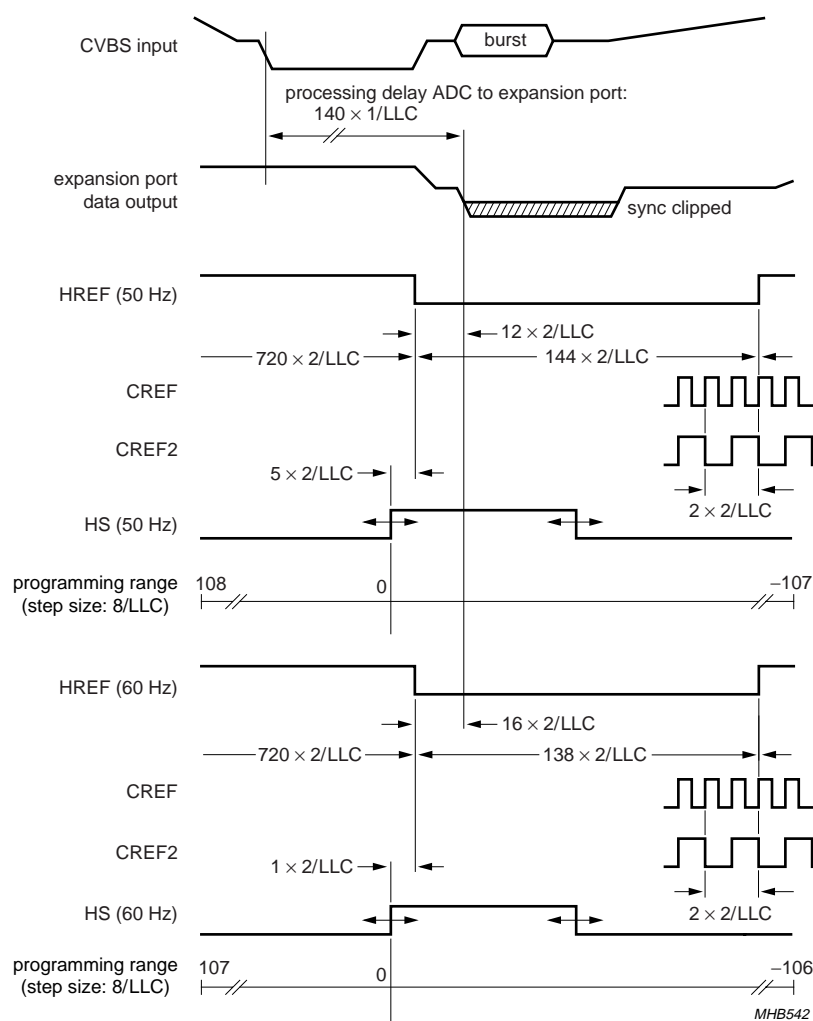 CVBS input
burst
processing delay ADC to expansion port:
140 × 1/LLC
expansion port
data output
sync clipped
HREF (50 Hz)
12 × 2/LLC
720 × 2/LLC
144 × 2/LLC
CREF
CREF2
5 × 2/LLC
2 × 2/LLC
HS (50 Hz)
programming range
(step size: 8/LLC)
108
0
−107
HREF (60 Hz)
16 × 2/LLC
720 × 2/LLC
138 × 2/LLC
CREF
CREF2
1 × 2/LLC
2 × 2/LLC
HS (60 Hz)
programming range
(step size: 8/LLC)
107
0
−106
MHB542